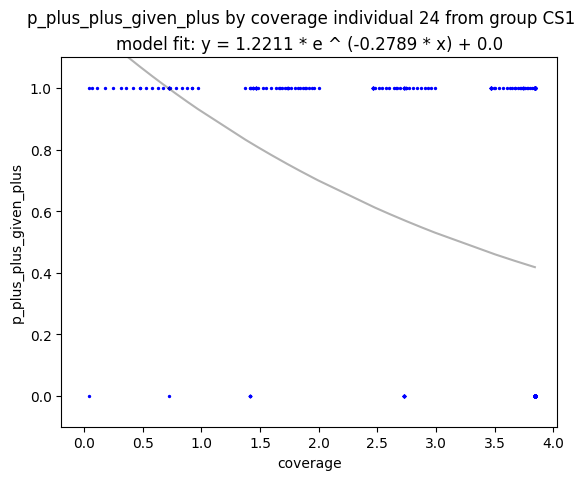 p_plus_plus_given_plus by coverage individual 24 from group CS1
model fit: y = 1.2211 * e ^ (-0.2789 * x) + 0.0
1.0
0.8
0.6
0.4
0.2
0.0
p_plus_plus_given_plus
0.0 0.5 1.0 1.5 2.0 2.5 3.0 3.5 4.0
coverage